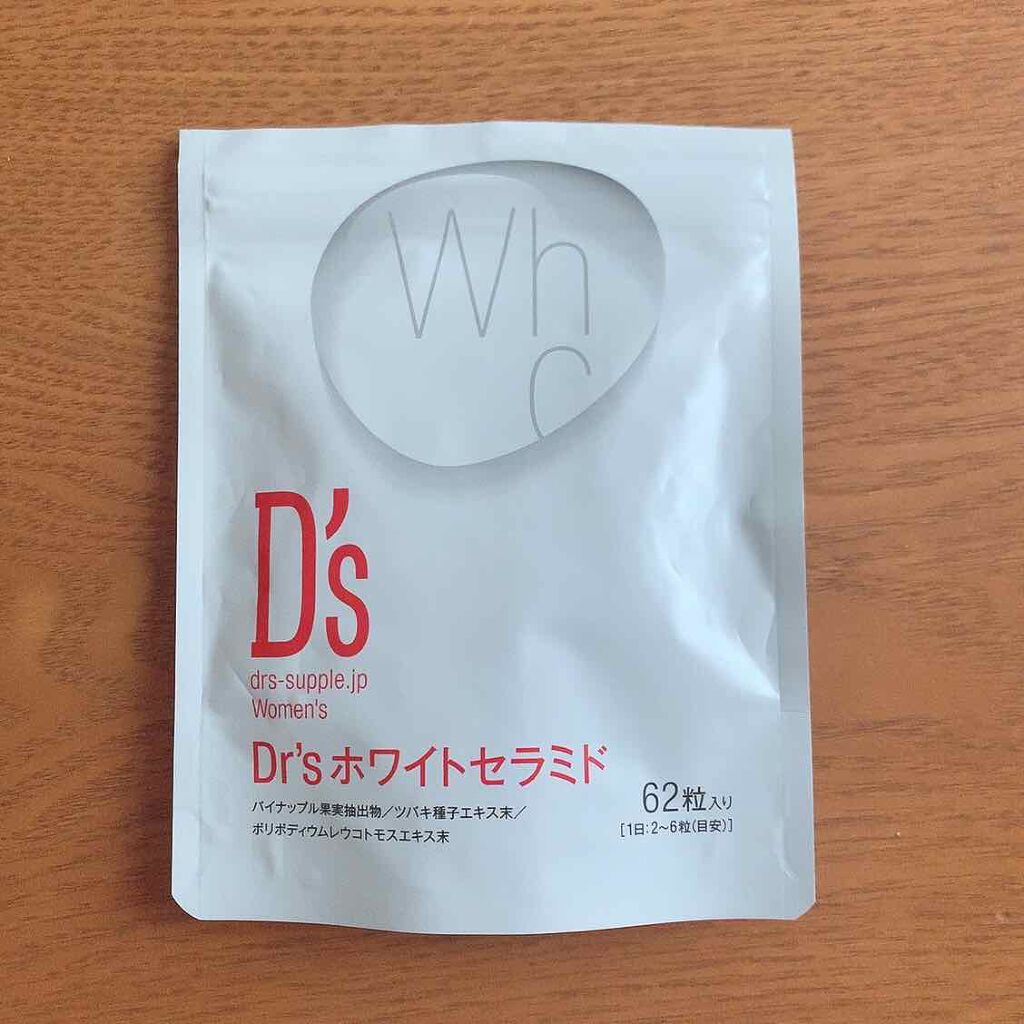 Wh
C
D's
drs-supple.jp
Women's
Dr'sホワイトセラミド
パイナップル果実抽出物／ツバキ種子エキス末／
ポリポディウムレウコトモスエキス末
62粒入り
[1日:2～6粒(目安)]